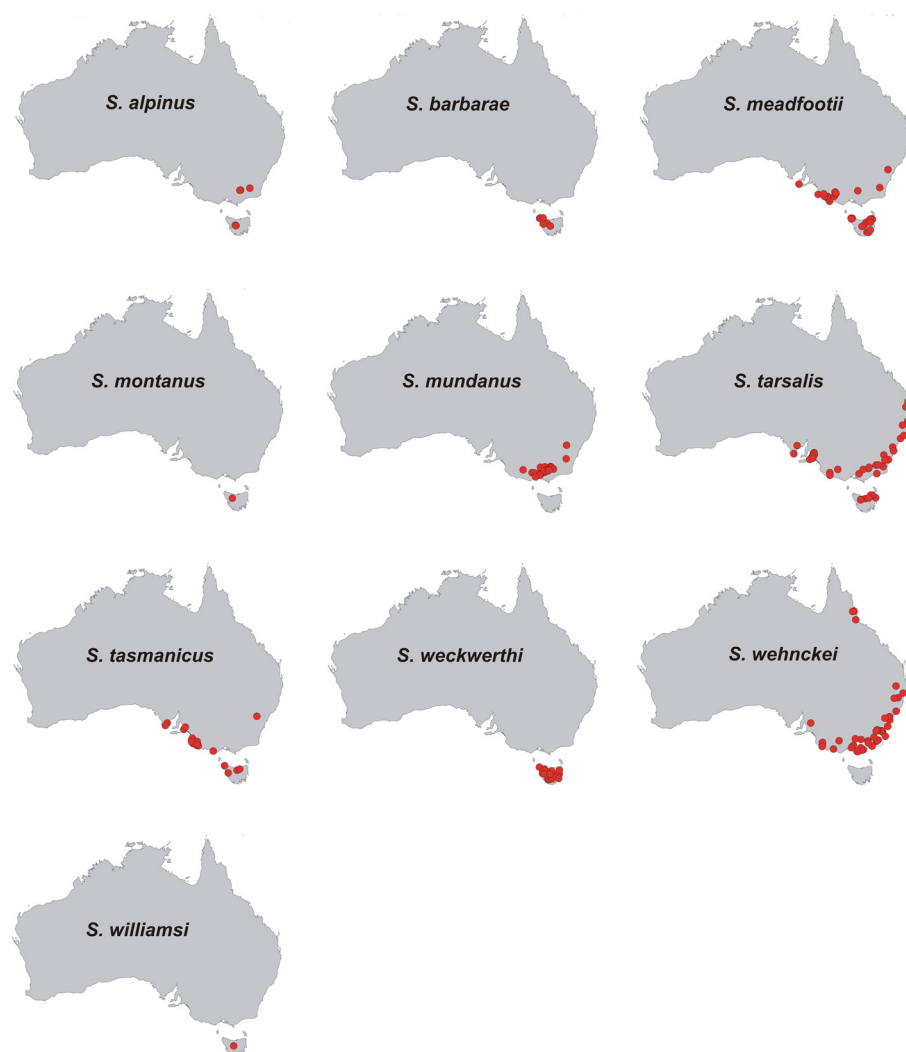 S. alpinus
S. barbarae
S. meadfootii
S. montanus
S. mundanus
S. tarsalis
S. tasmanicus
S. weckwerthi
S. wehnckei
S. williamsi